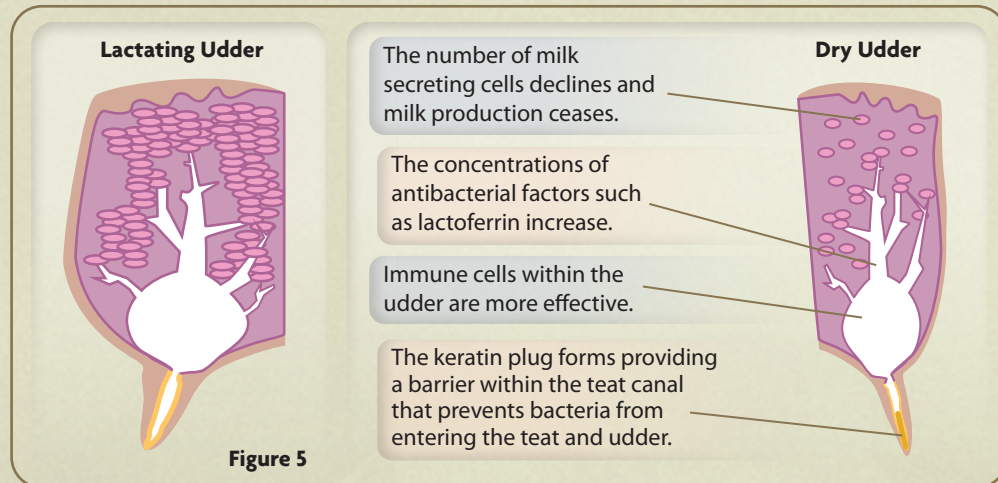 Lactating Udder
The number of milk
secreting cells declines and
milk production ceases.
Dry Udder
The concentrations of
antibacterial factors such
as lactoferrin increase.
Immune cells within the
udder are more effective.
The keratin plug forms providing
a barrier within the teat canal
that prevents bacteria from
entering the teat and udder.
Figure 5